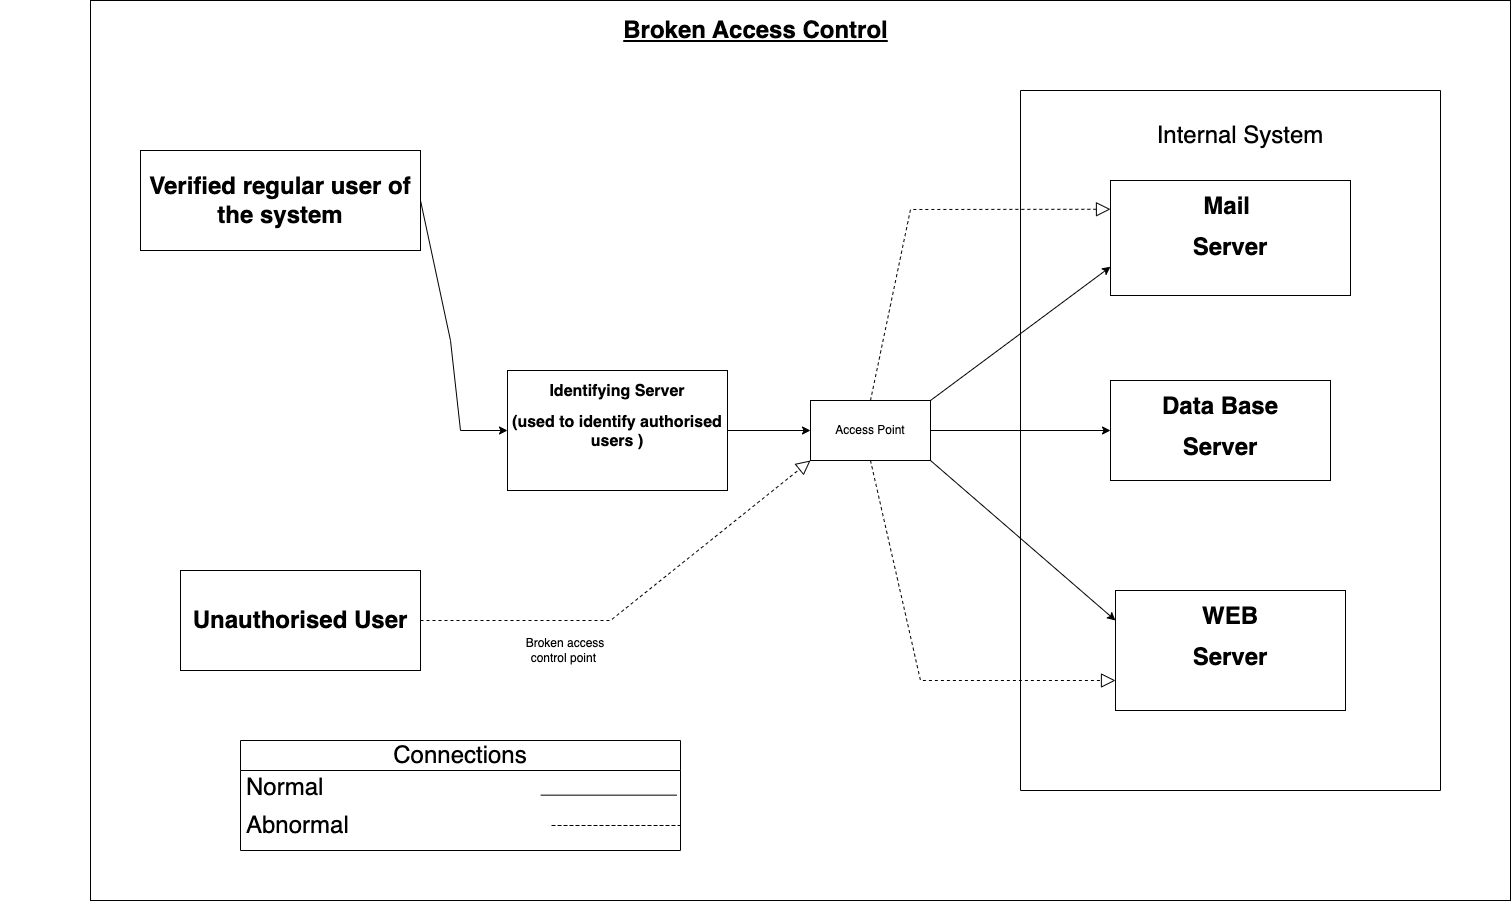 Broken Access Control
Internal System
Verified regular user of
the system
Mail
Server
Identifying Server
(used to identify authorised
users )
Access Point
Data Base
Server
Unauthorised User
Broken access
control point
WEB
Server
Connections
Normal
Abnormal